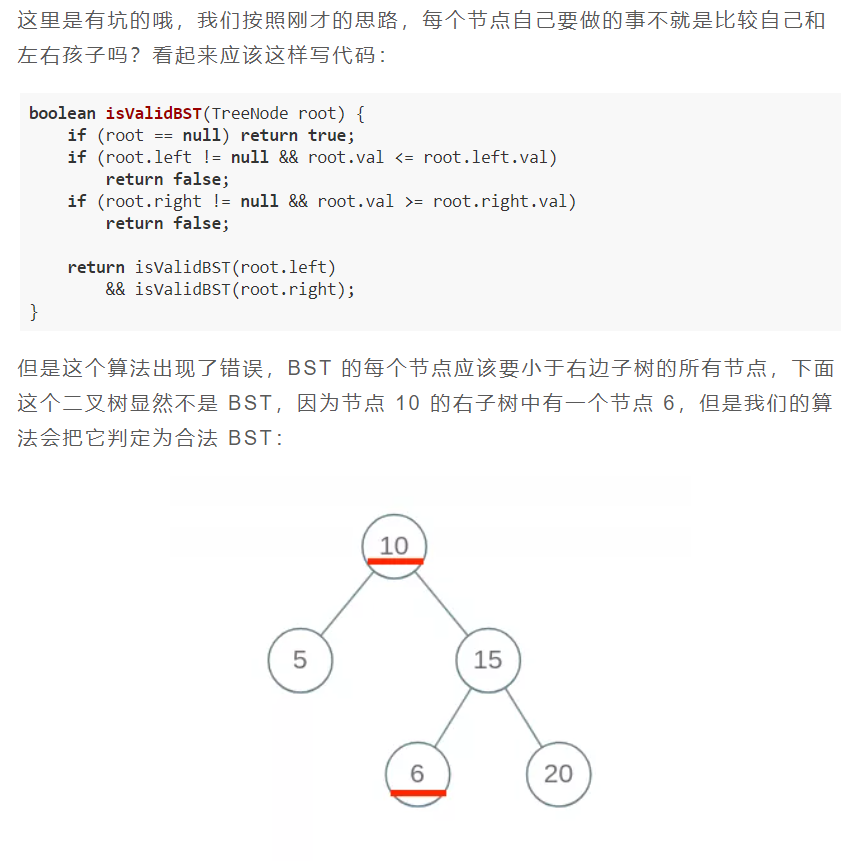 这里是有坑的哦，我们按照刚才的思路，每个节点自己要做的事不就是比较自己和
左右孩子吗？看起来应该这样写代码：
boolean isValidBST(TreeNode root) {
    if (root == null) return true;
    if (root.left != null && root.val <= root.left.val)
        return false;
    if (root.right != null && root.val >= root.right.val)
        return false;

    return isValidBST(root.left)
        && isValidBST(root.right);
}
但是这个算法出现了错误，BST 的每个节点应该要小于右边子树的所有节点，下面
这个二叉树显然不是 BST，因为节点 10 的右子树中有一个节点 6，但是我们的算
法会把它判定为合法 BST：
10
5
15
6
20